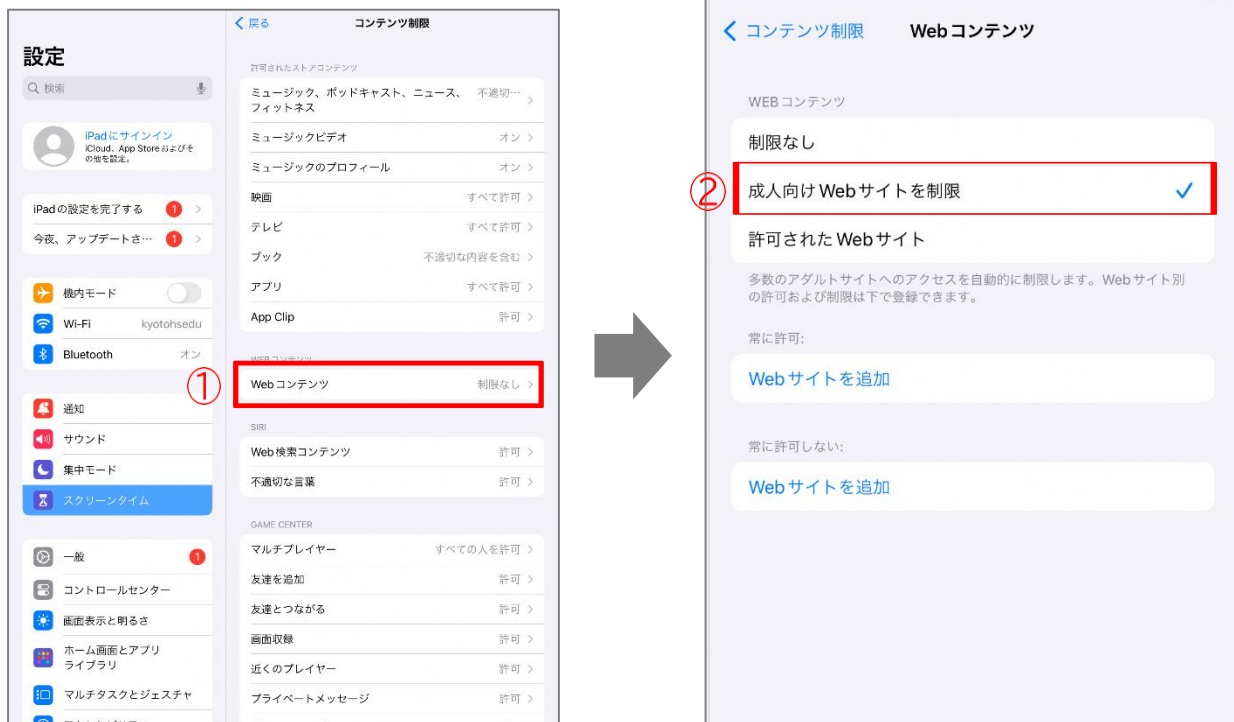 設定
検索
iPadにサインイン
iCloud、App Storeおよびそ
の他を設定。
iPadの設定を完了する 1
今夜、アップデートさ… 1
機内モード
Wi-Fi kyotohsedu
Bluetooth オン
通知
サウンド
集中モード
スクリーンタイム
一般 1
コントロールセンター
画面表示と明るさ
ホーム画面とアプリ
ライブラリ
マルチタスクとジェスチャ
戻る コンテンツ制限
許可されたストアコンテンツ
ミュージック、ポッドキャスト、ニュース、 不適切…
フィットネス
ミュージックビデオ オン
ミュージックのプロフィール オン
映画 すべて許可
テレビ すべて許可
ブック 不適切な内容を含む
アプリ すべて許可
App Clip 許可
WEBコンテンツ
①
Webコンテンツ 制限なし
SIRI
Web検索コンテンツ 許可
不適切な言葉 許可
GAME CENTER
マルチプレイヤー すべての人を許可
友達を追加 許可
友達とつながる 許可
画面収録 許可
近くのプレイヤー 許可
プライベートメッセージ 許可
コンテンツ制限 Webコンテンツ
WEBコンテンツ
制限なし
②
成人向けWebサイトを制限
許可されたWebサイト
多数のアダルトサイトへのアクセスを自動的に制限します。Webサイト別
の許可および制限は下で登録できます。
常に許可:
Webサイトを追加
常に許可しない:
Webサイトを追加